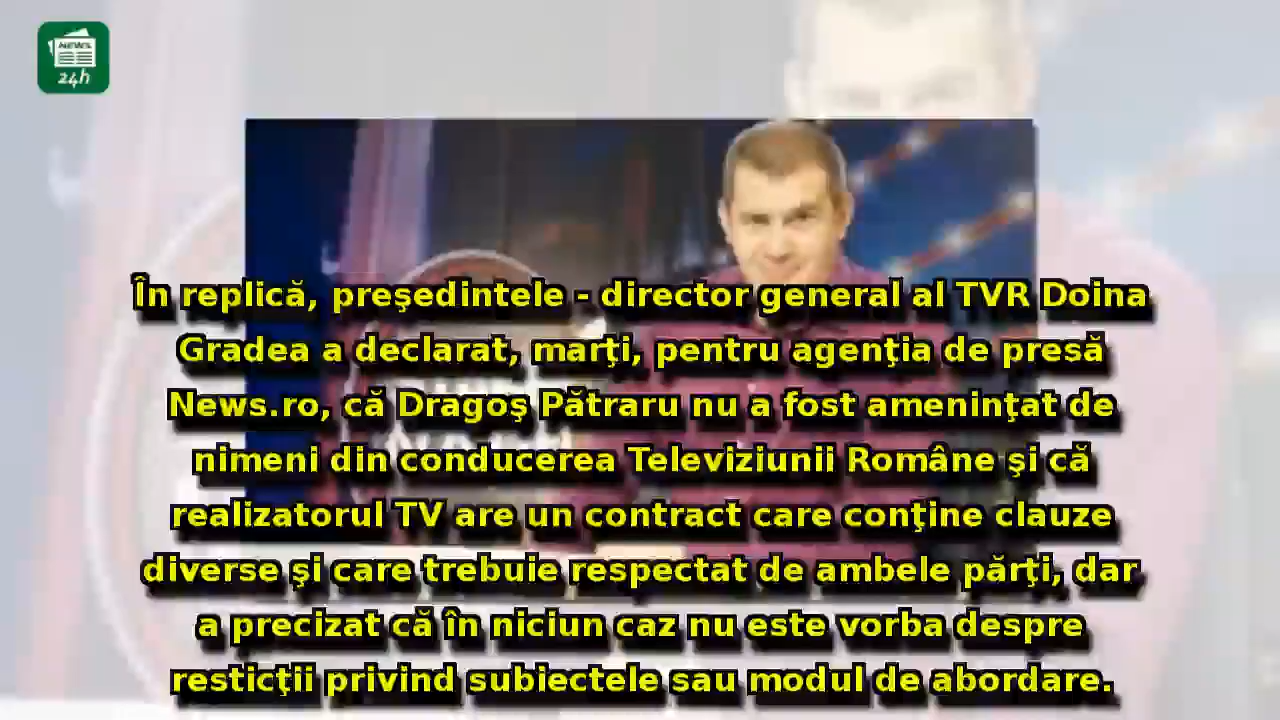 NEWS
24h
În replică, preşedintele - director general al TVR Doina
Gradea a declarat, marţi, pentru agenţia de presă
News.ro, că Dragoş Pătraru nu a fost ameninţat de
nimeni din conducerea Televiziunii Române şi că
realizatorul TV are un contract care conţine clauze
diverse şi care trebuie respectat de ambele părţi, dar
a precizat că în niciun caz nu este vorba despre
resticţii privind subiectele sau modul de abordare.